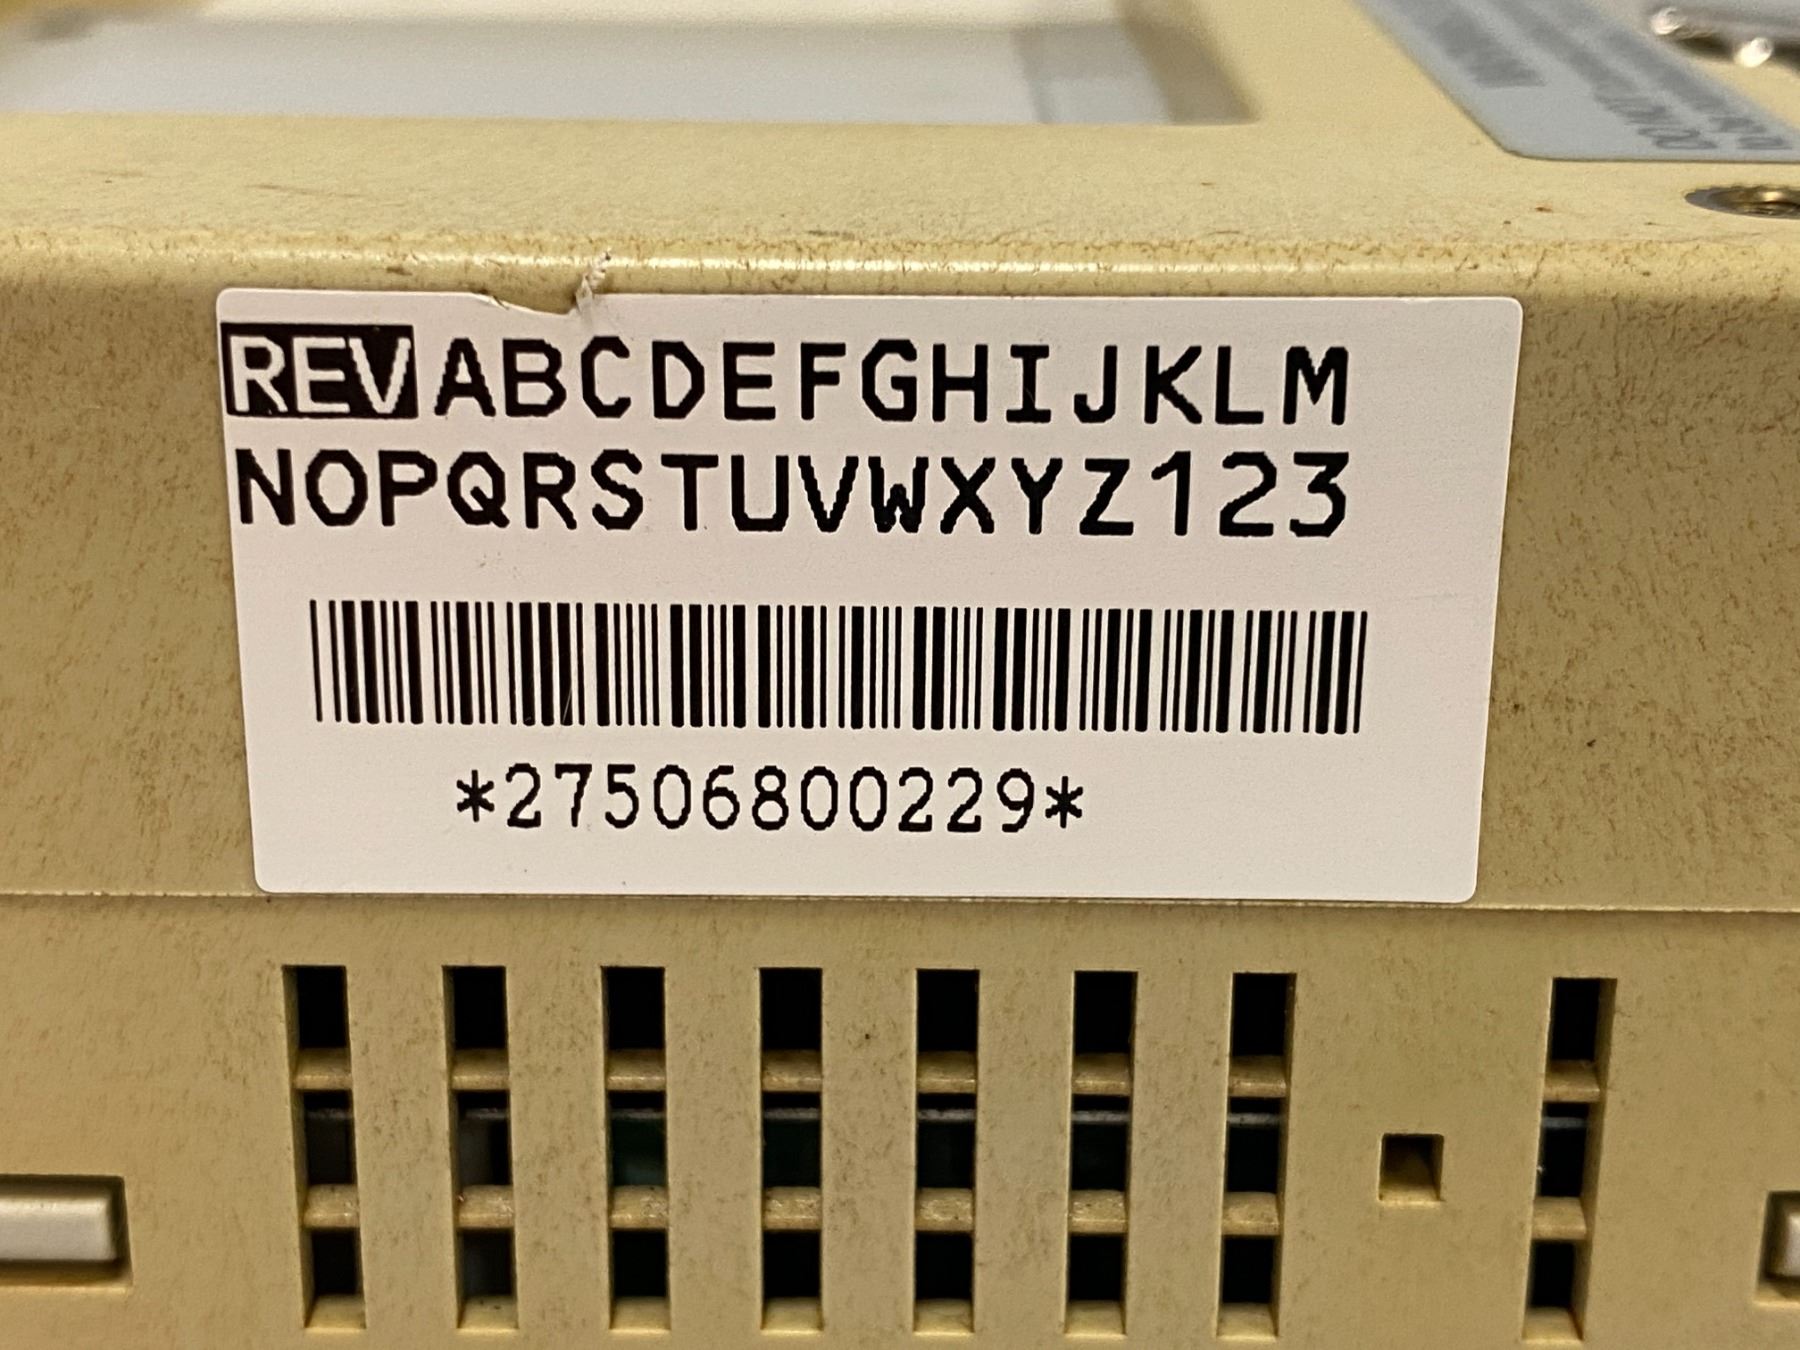 REV ABCDEFGHIJKLM
NOPQRSTUVWXYZ123
*27506800229*